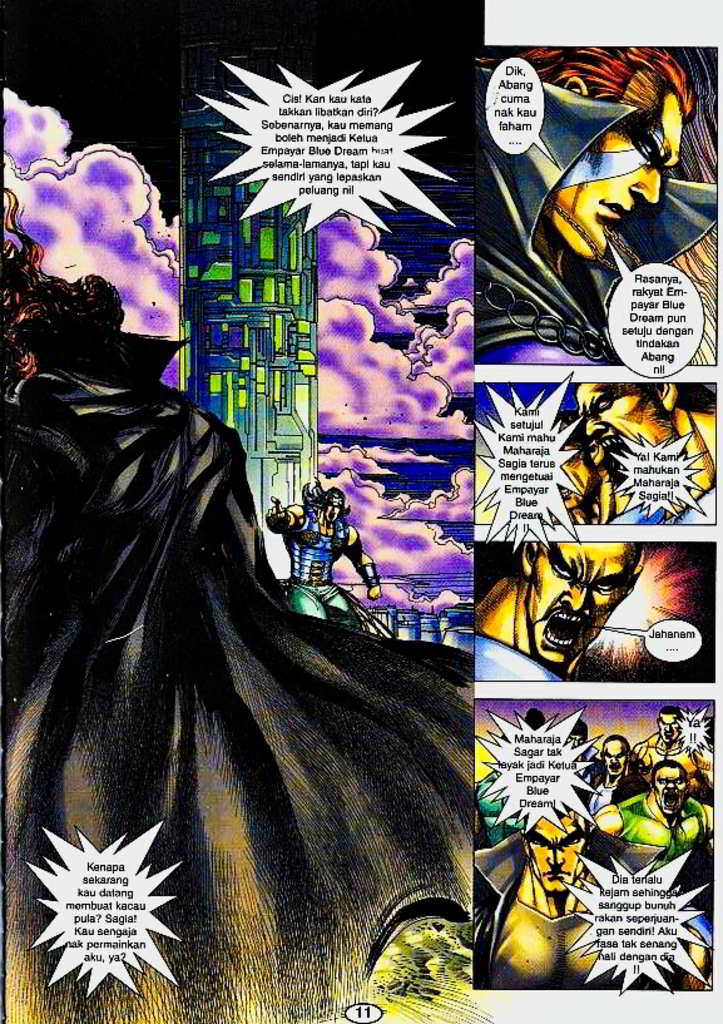 Cis! Kan kau kata
takkan libatkan diri?
Sebenarnya, kau memang
boleh menjadi Ketua
Empayar Blue Dream buat
selama-lamanya, tapi kau
sendiri yang lepaskan
peluang ni!
Kenapa
sekarang
kau datang
membuat kacau
pula? Sagia!
Kau sengaja
nak permainkan
aku, ya?
Dik,
Abang
cuma
nak kau
faham
....
Rasanya,
rakyat Em-
payar Blue
Dream pun
setuju dengan
tindakan
Abang
ni!
Kami
setuju!
Kami mahu
Maharaja
Sagia terus
mengetuai
Empayar
Blue
Dream
!!
Ya! Kami
mahukan
Maharaja
Sagia!!
Jahanam
....
Maharaja
Sagar tak
layak jadi Ketua
Empayar
Blue
Dream!
Ya
!!
Dia terlalu
kejam sehingga
sanggup bunuh
rakan seperjuan-
gan sendiri! Aku
rasa tak senang
hati dengan dia
!!
11